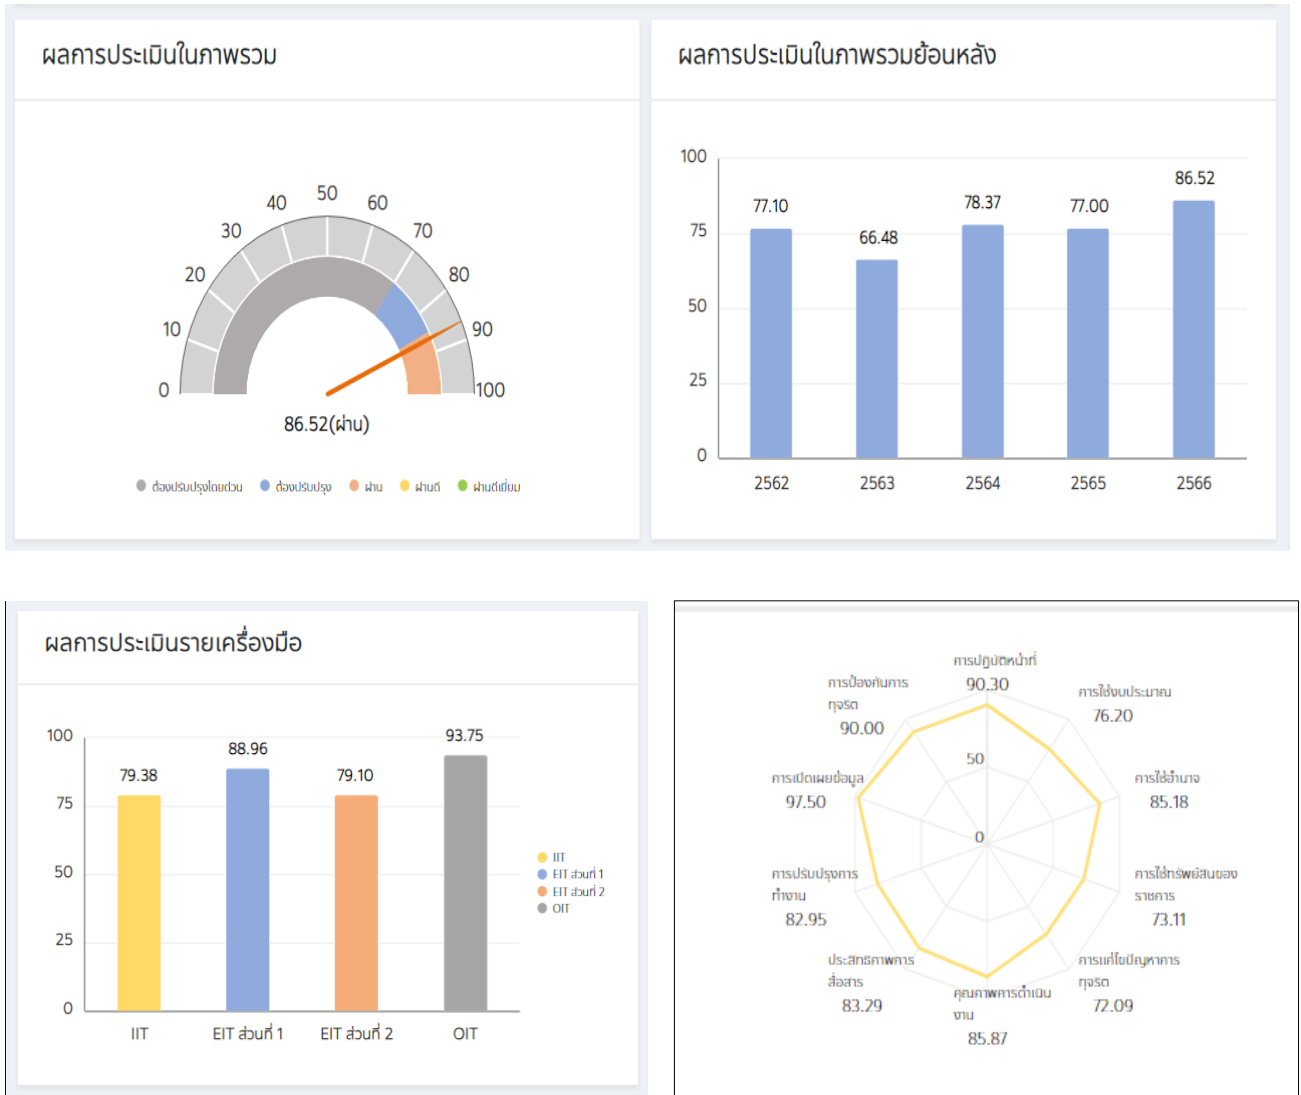 ผลการประเมินในภาพรวม
0
10
20
30
40
50
60
70
80
90
100
86.52(ผ่าน)
ต้องปรับปรุงโดยด่วน ต้องปรับปรุง ผ่าน ผ่านดี ผ่านดีเยี่ยม
ผลการประเมินในภาพรวมย้อนหลัง
100
75
50
25
0
77.10
66.48
78.37
77.00
86.52
2562 2563 2564 2565 2566
ผลการประเมินรายเครื่องมือ
100
75
50
25
0
79.38
88.96
79.10
93.75
IIT EIT ส่วนที่ 1 EIT ส่วนที่ 2 OIT
IIT
EIT ส่วนที่ 1
EIT ส่วนที่ 2
OIT
การปฏิบัติหน้าที่
90.30
การใช้งบประมาณ
76.20
การใช้อำนาจ
85.18
การใช้ทรัพย์สินของ
ราชการ
73.11
การแก้ไขปัญหาการ
ทุจริต
72.09
คุณภาพการดำเนิน
งาน
85.87
ประสิทธิภาพการ
สื่อสาร
83.29
การปรับปรุงการ
ทำงาน
82.95
การเปิดเผยข้อมูล
97.50
การป้องกันการ
ทุจริต
90.00
50
0